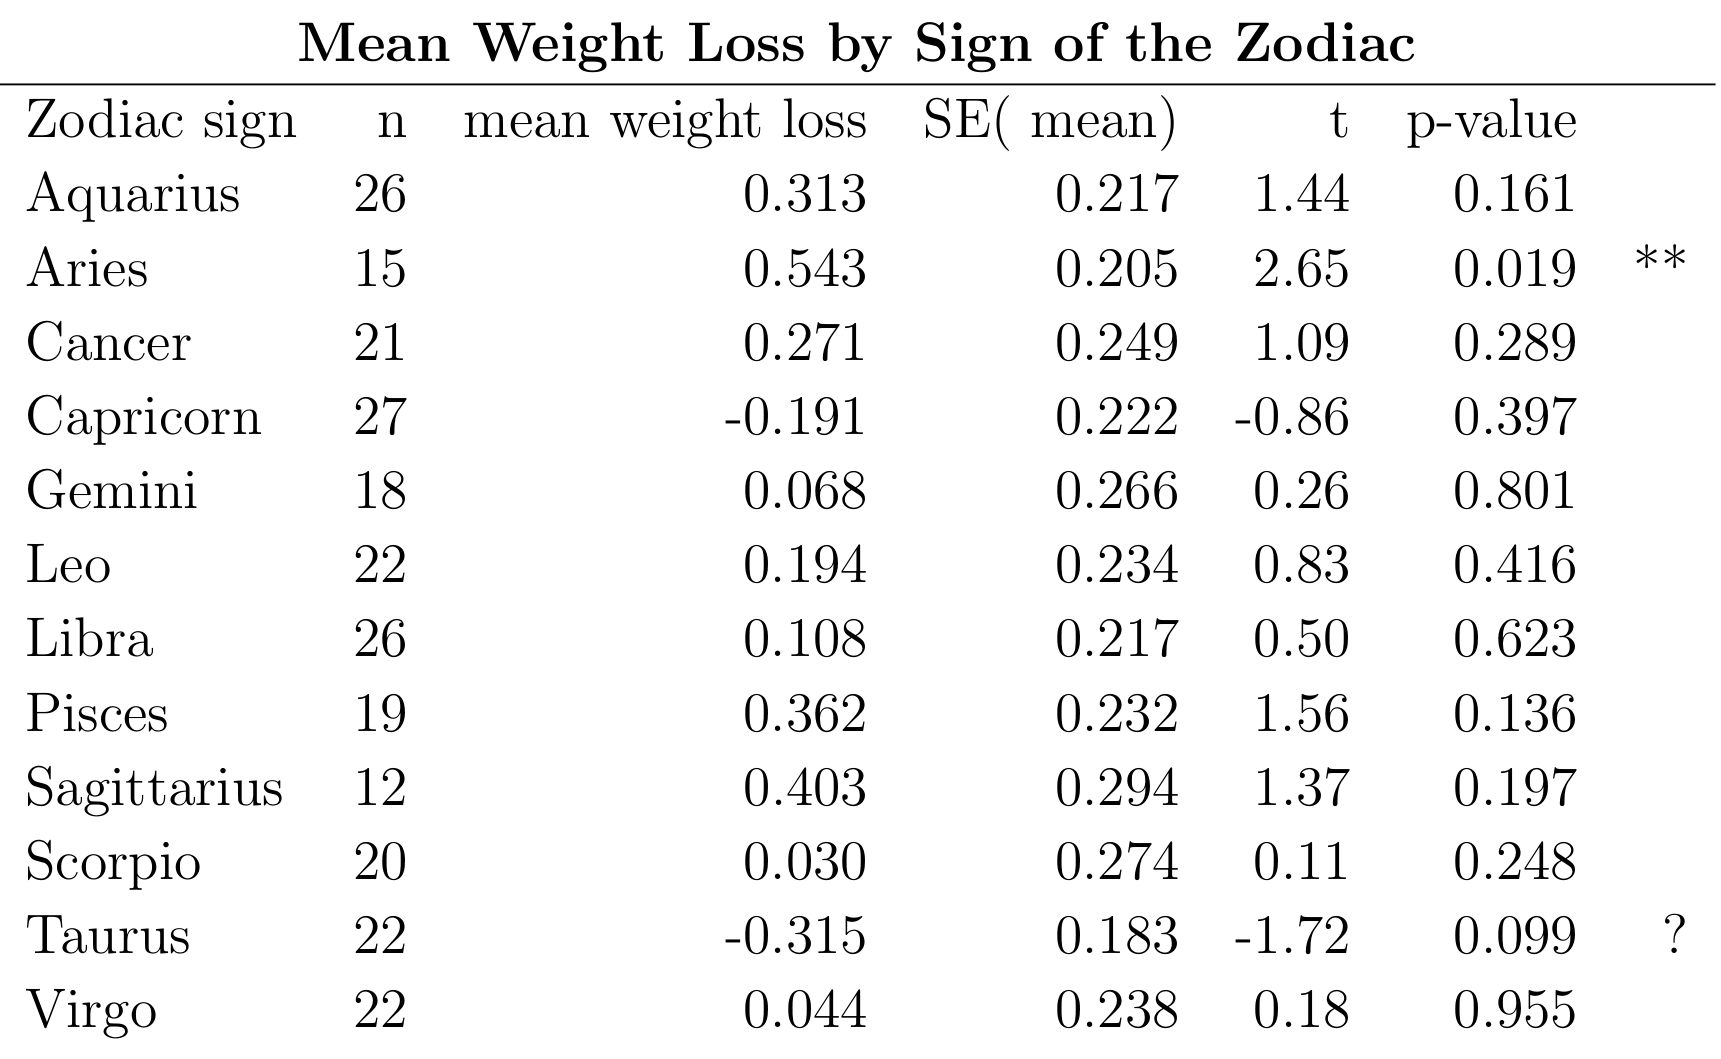 Mean Weight Loss by Sign of the Zodiac
Zodiac sign n mean weight loss SE( mean) t p-value
Aquarius 26 0.313 0.217 1.44 0.161
Aries 15 0.543 0.205 2.65 0.019 **
Cancer 21 0.271 0.249 1.09 0.289
Capricorn 27 -0.191 0.222 -0.86 0.397
Gemini 18 0.068 0.266 0.26 0.801
Leo 22 0.194 0.234 0.83 0.416
Libra 26 0.108 0.217 0.50 0.623
Pisces 19 0.362 0.232 1.56 0.136
Sagittarius 12 0.403 0.294 1.37 0.197
Scorpio 20 0.030 0.274 0.11 0.248
Taurus 22 -0.315 0.183 -1.72 0.099 ?
Virgo 22 0.044 0.238 0.18 0.955